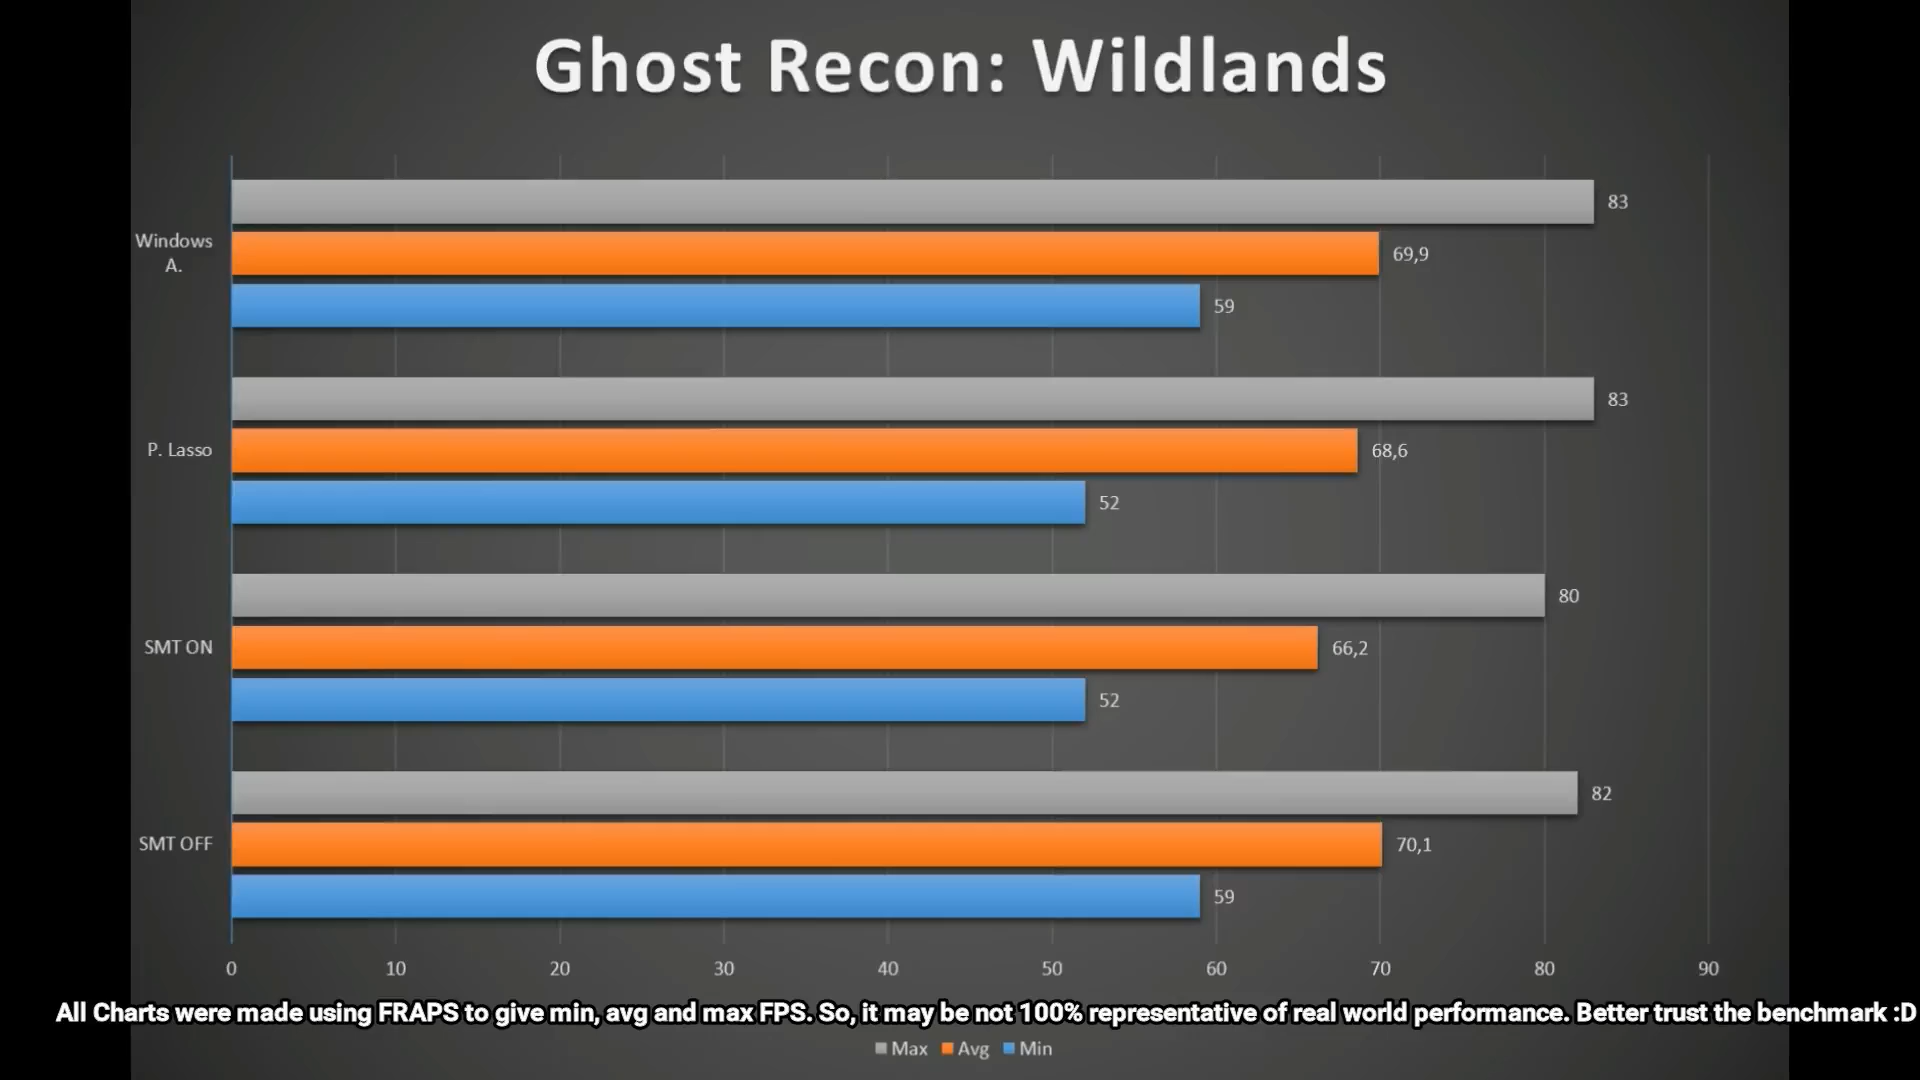 Ghost Recon: Wildlands
83
Windows
A.
69,9
59
83
P. Lasso
68,6
52
80
SMT ON
66,2
52
82
SMT OFF
70,1
59
0 10 20 30 40 50 60 70 80 90
All Charts were made using FRAPS to give min, avg and max FPS. So, it may be not 100% representative of real world performance. Better trust the benchmark :D
Max Avg Min